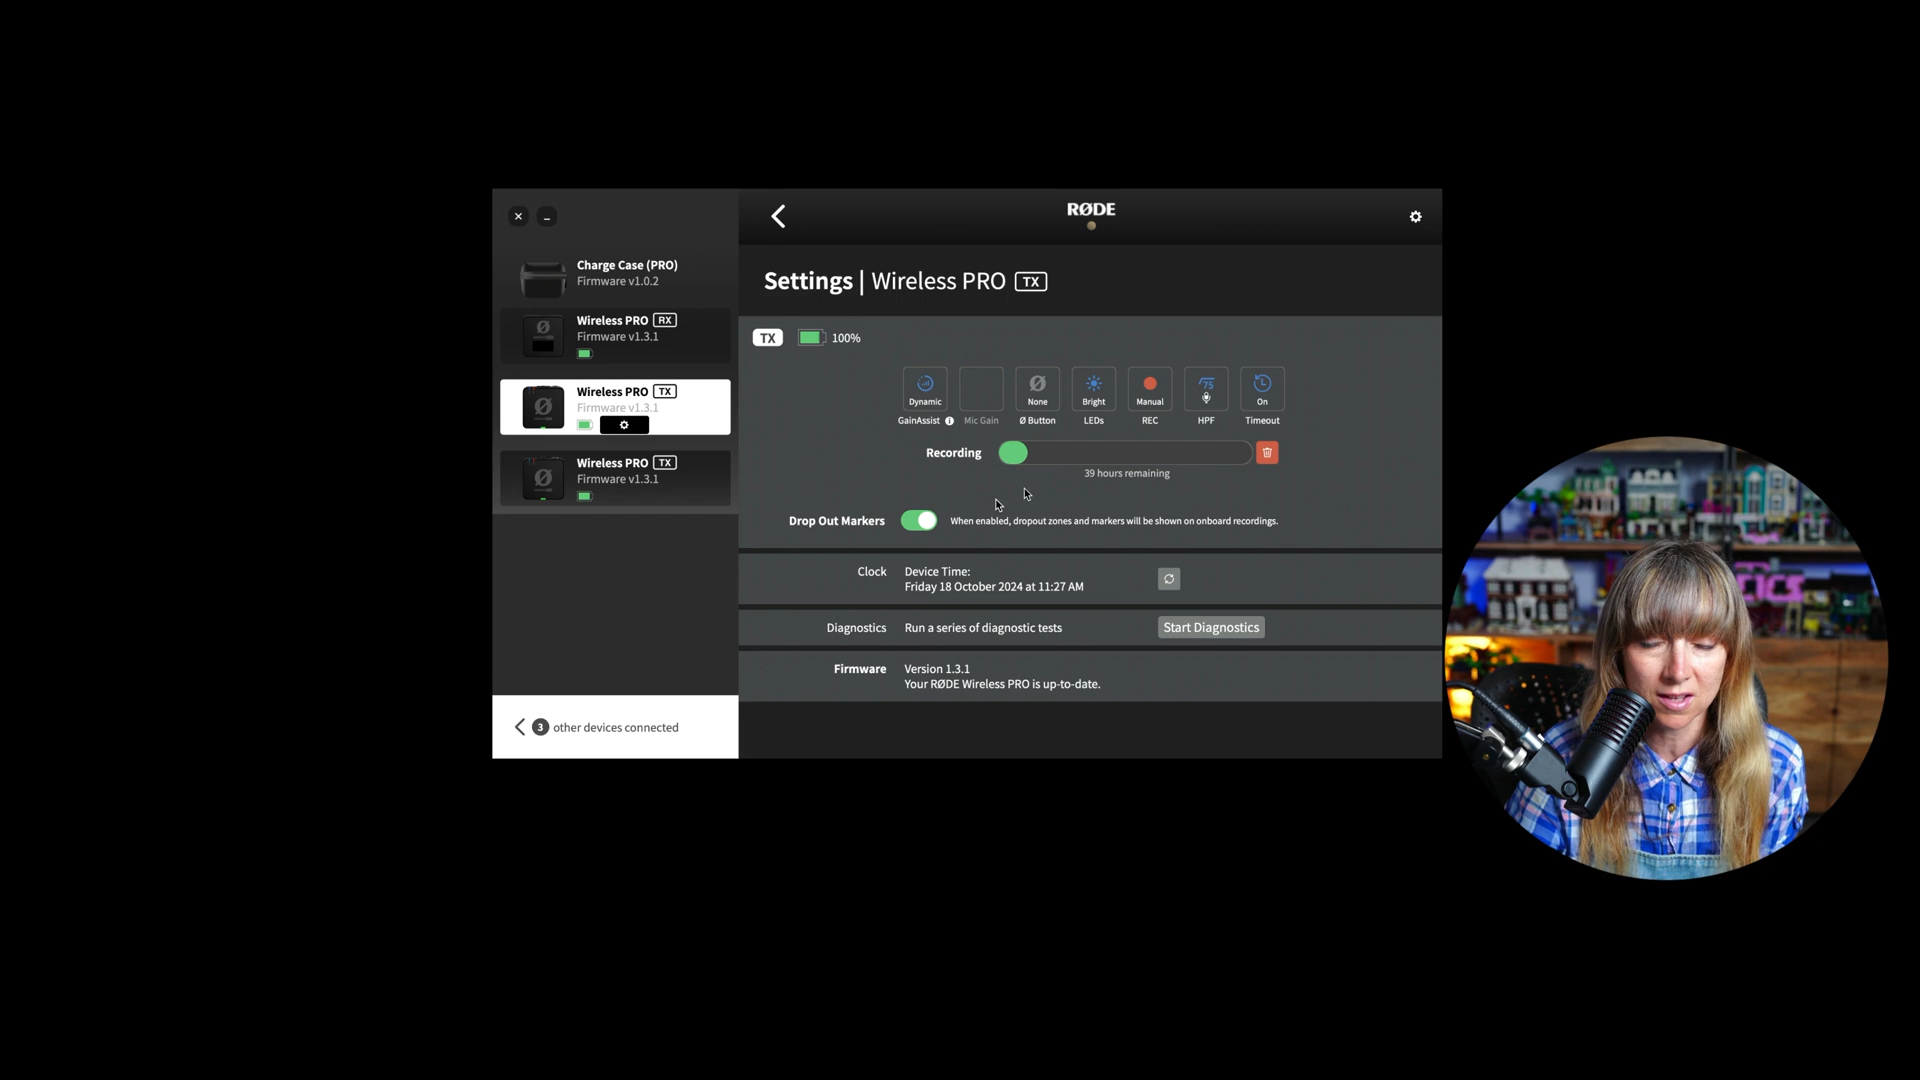 RØDE
Charge Case (PRO)
Firmware v1.0.2
Wireless PRO RX
Firmware v1.3.1
Wireless PRO TX
Firmware v1.3.1
Wireless PRO TX
Firmware v1.3.1
3 other devices connected
Settings | Wireless PRO TX
TX 100%
Dynamic None Bright Manual 75 On
GainAssist Mic Gain Ø Button LEDs REC HPF Timeout
Recording
39 hours remaining
Drop Out Markers When enabled, dropout zones and markers will be shown on onboard recordings.
Clock Device Time:
Friday 18 October 2024 at 11:27 AM
Diagnostics Run a series of diagnostic tests Start Diagnostics
Firmware Version 1.3.1
Your RØDE Wireless PRO is up-to-date.